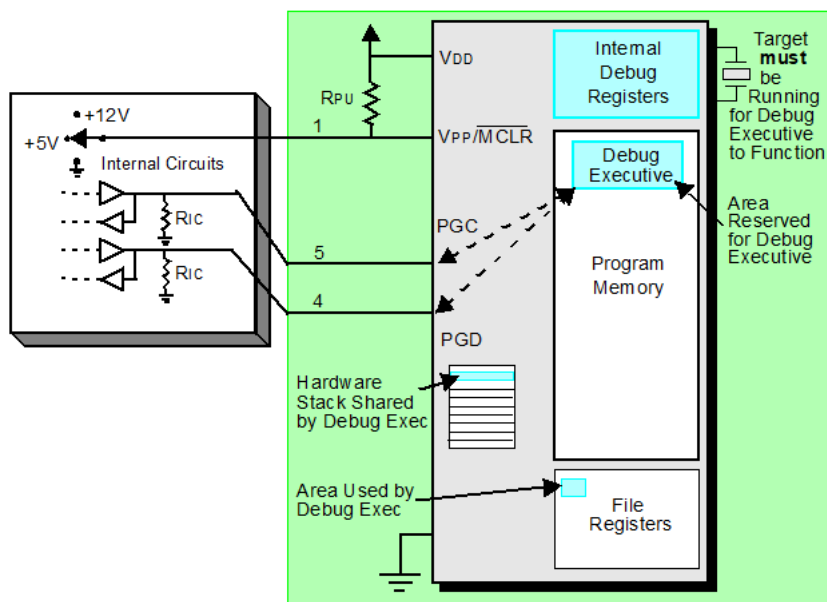 +12V
+5V
Internal Circuits
RIC
RIC
1
5
4
RPU
VDD
VPP/MCLR
PGC
PGD
Internal
Debug
Registers
Target
must
be
Running
for Debug
Executive
to Function
Debug
Executive
Area
Reserved
for Debug
Executive
Program
Memory
Hardware
Stack Shared
by Debug Exec
Area Used by
Debug Exec
File
Registers